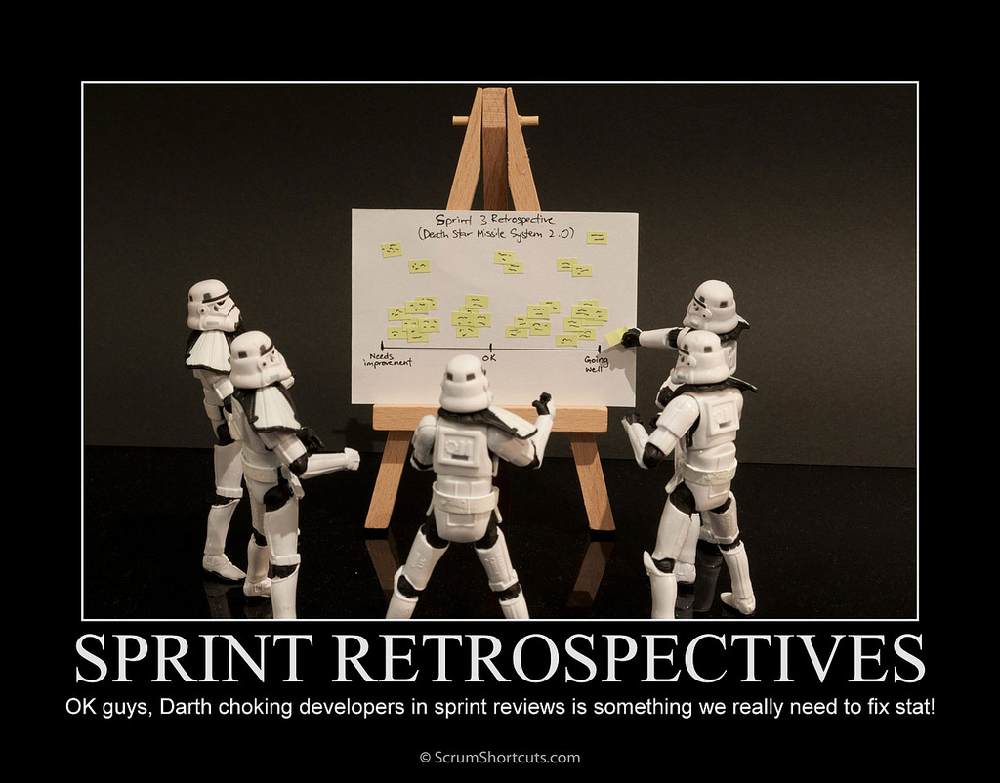 Sprint 3 Retrospective
(Death Star Missile System 2.0)
Needs
improvement
OK
Going
well
SPRINT RETROSPECTIVES
OK guys, Darth choking developers in sprint reviews is something we really need to fix stat!
© ScrumShortcuts.com